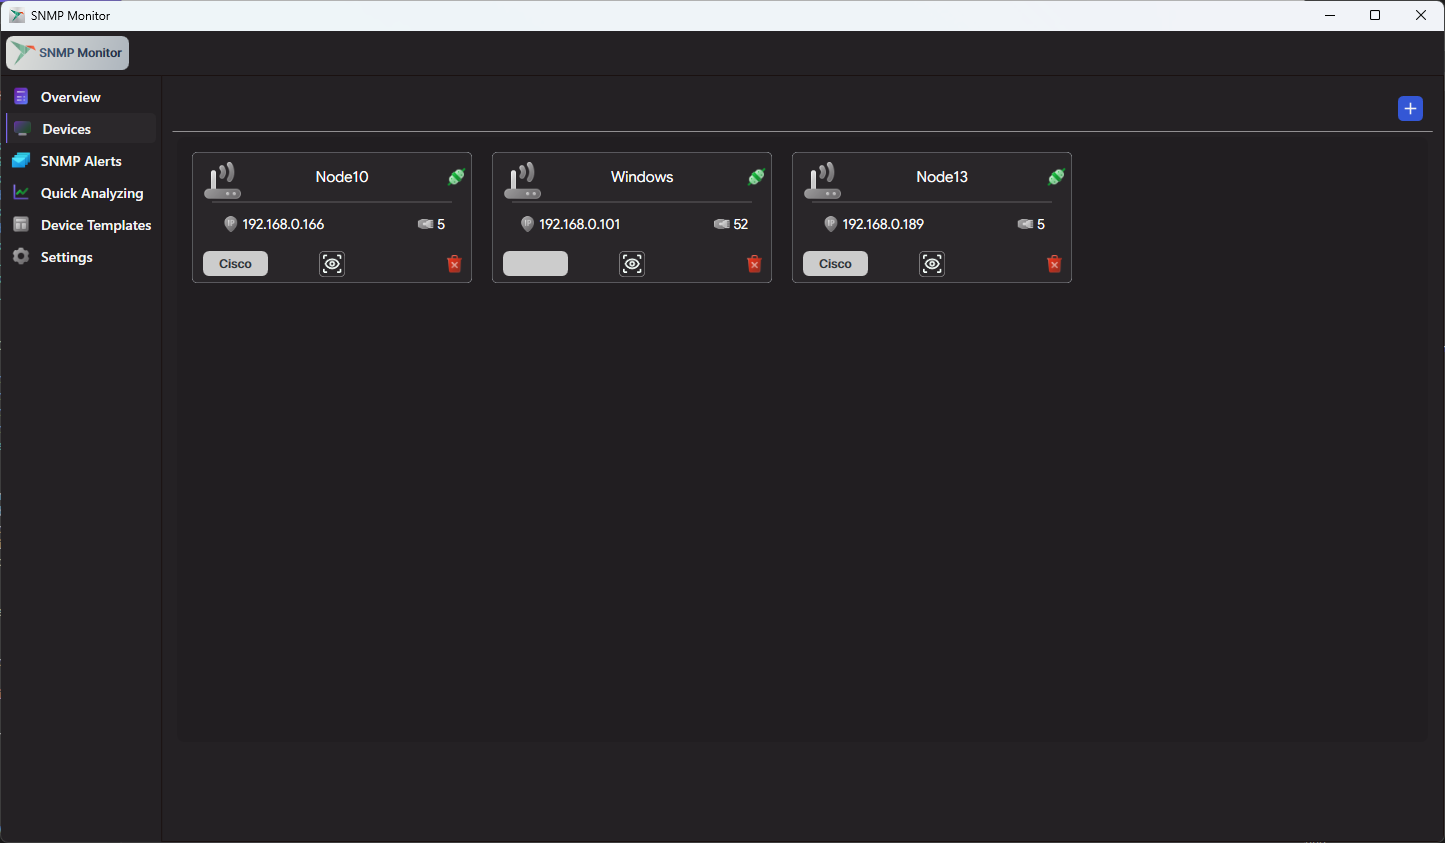 SNMP Monitor
SNMP Monitor
Overview
Devices
SNMP Alerts
Quick Analyzing
Device Templates
Settings
Node10
192.168.0.166 5
Cisco
Windows
192.168.0.101 52
Node13
192.168.0.189 5
Cisco